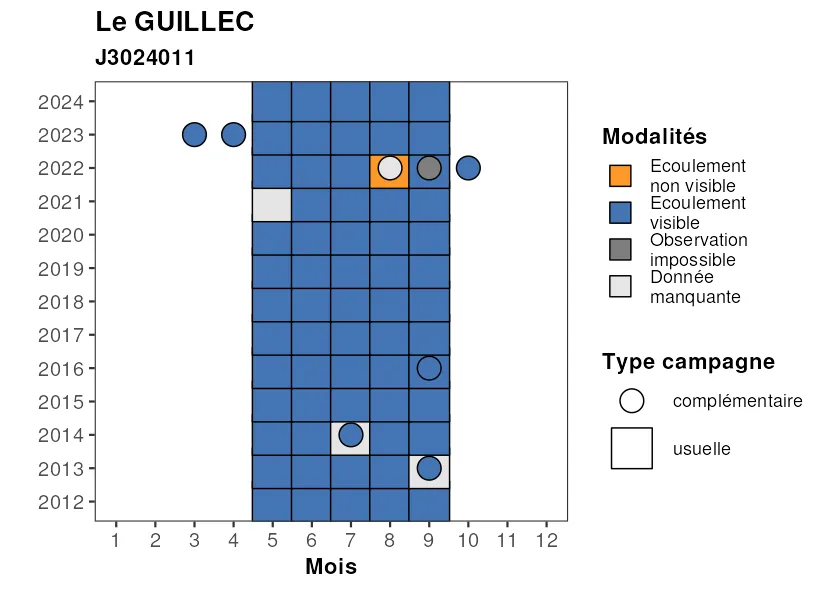 Le GUILLEC
J3024011
2024
2023
2022
2021
2020
2019
2018
2017
2016
2015
2014
2013
2012
1 2 3 4 5 6 7 8 9 10 11 12
Mois
Modalités
Ecoulement
non visible
Ecoulement
visible
Observation
impossible
Donnée
manquante
Type campagne
complémentaire
usuelle